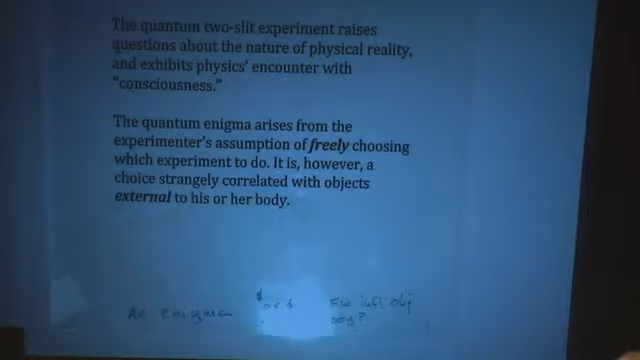 The quantum two-slit experiment raises
questions about the nature of physical reality,
and exhibits physics' encounter with
"consciousness."
The quantum enigma arises from the
experimenter's assumption of freely choosing
which experiment to do. It is, however, a
choice strangely correlated with objects
external to his or her body.
An enigma obj